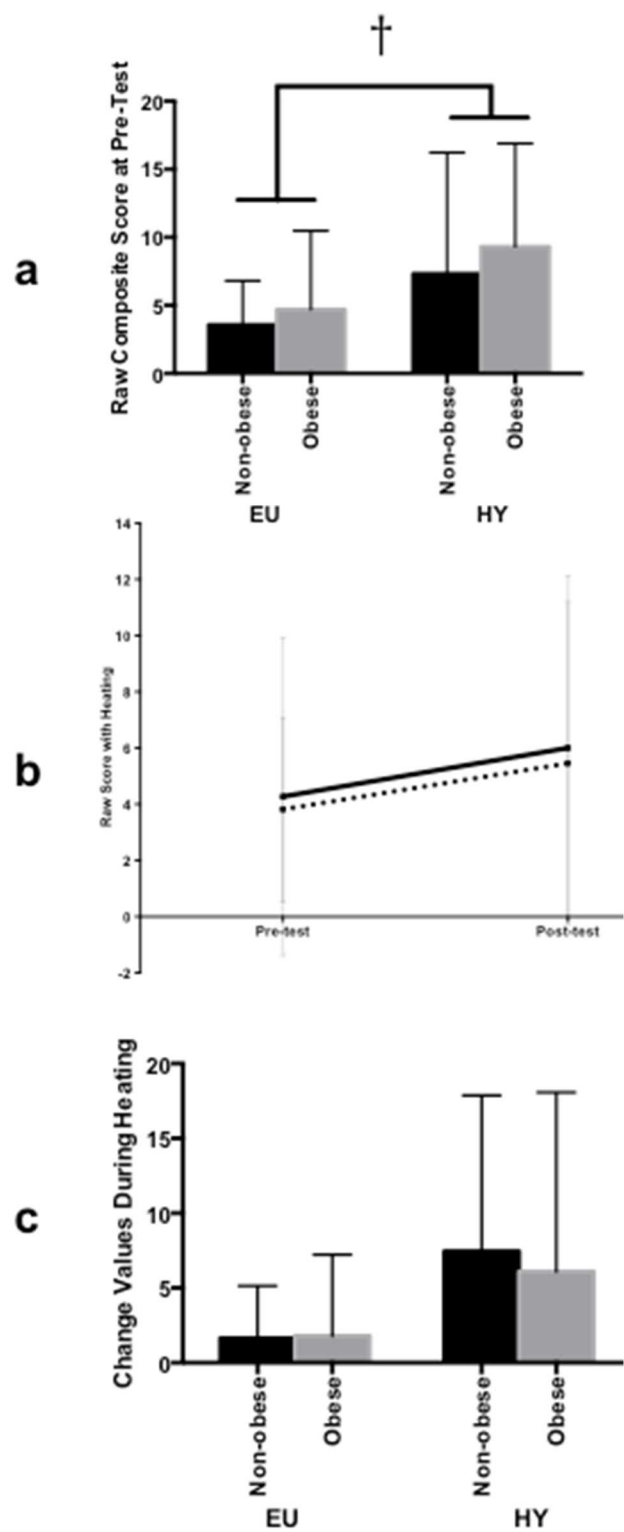 †
a
Raw Composite Score at Pre-Test
20
15
10
5
0
Non-obese
Obese
Non-obese
Obese
EU
HY
b
Raw Score with Heating
14
12
10
8
6
4
2
0
-2
Pre-test
Post-test
c
Change Values During Heating
20
15
10
5
0
Non-obese
Obese
Non-obese
Obese
EU
HY